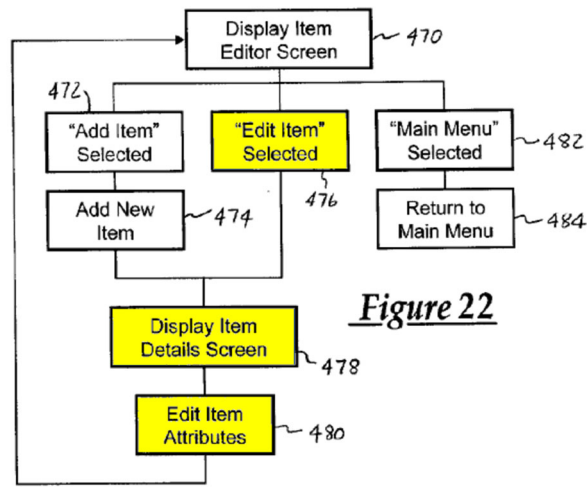 Display Item
Editor Screen
470
472
"Add Item"
Selected
"Edit Item"
Selected
476
"Main Menu"
Selected
482
Add New
Item
474
Return to
Main Menu
484
Figure 22
Display Item
Details Screen
478
Edit Item
Attributes
480